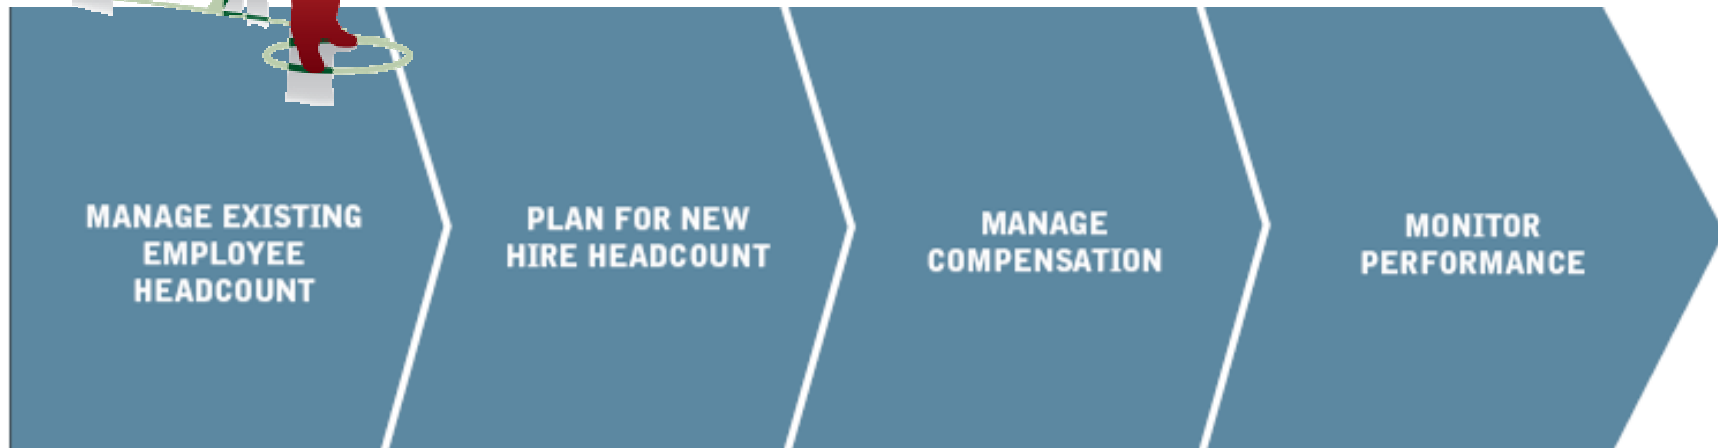 MANAGE EXISTING
EMPLOYEE
HEADCOUNT
PLAN FOR NEW
HIRE HEADCOUNT
MANAGE
COMPENSATION
MONITOR
PERFORMANCE